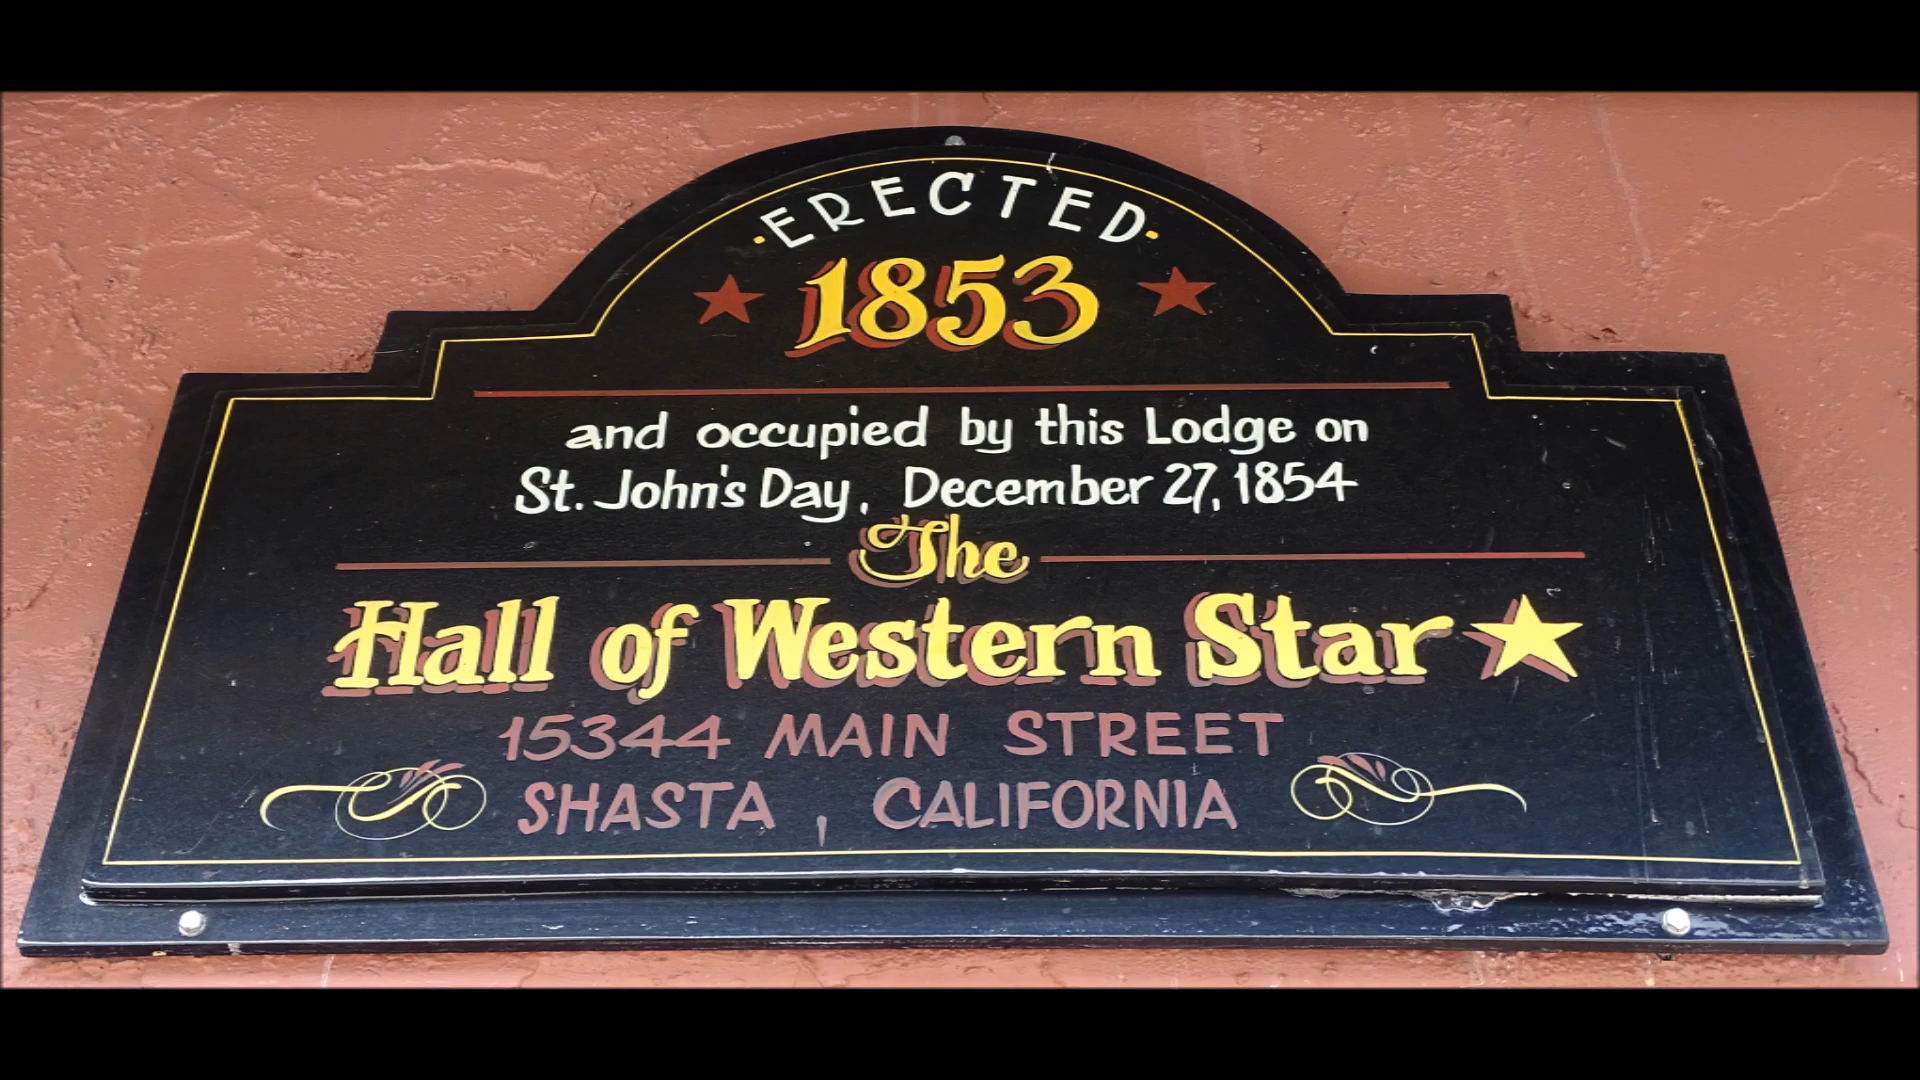 ·ERECTED·
1853
and occupied by this Lodge on
St. John's Day, December 27, 1854
The
Hall of Western Star
15344 MAIN STREET
SHASTA, CALIFORNIA